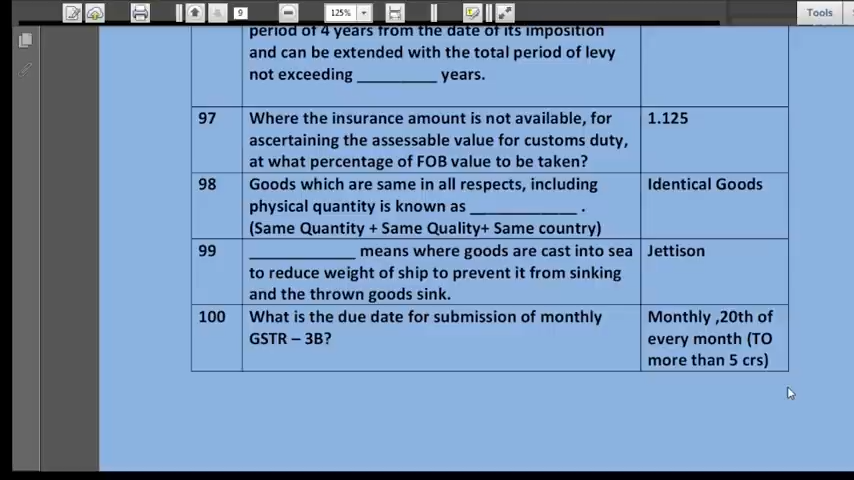 9
125%
Tools
period of 4 years from the date of its imposition
and can be extended with the total period of levy
not exceeding _________ years.
97
Where the insurance amount is not available, for
ascertaining the assessable value for customs duty,
at what percentage of FOB value to be taken?
1.125
98
Goods which are same in all respects, including
physical quantity is known as ____________ .
(Same Quantity + Same Quality+ Same country)
Identical Goods
99
____________ means where goods are cast into sea
to reduce weight of ship to prevent it from sinking
and the thrown goods sink.
Jettison
100
What is the due date for submission of monthly
GSTR – 3B?
Monthly ,20th of
every month (TO
more than 5 crs)